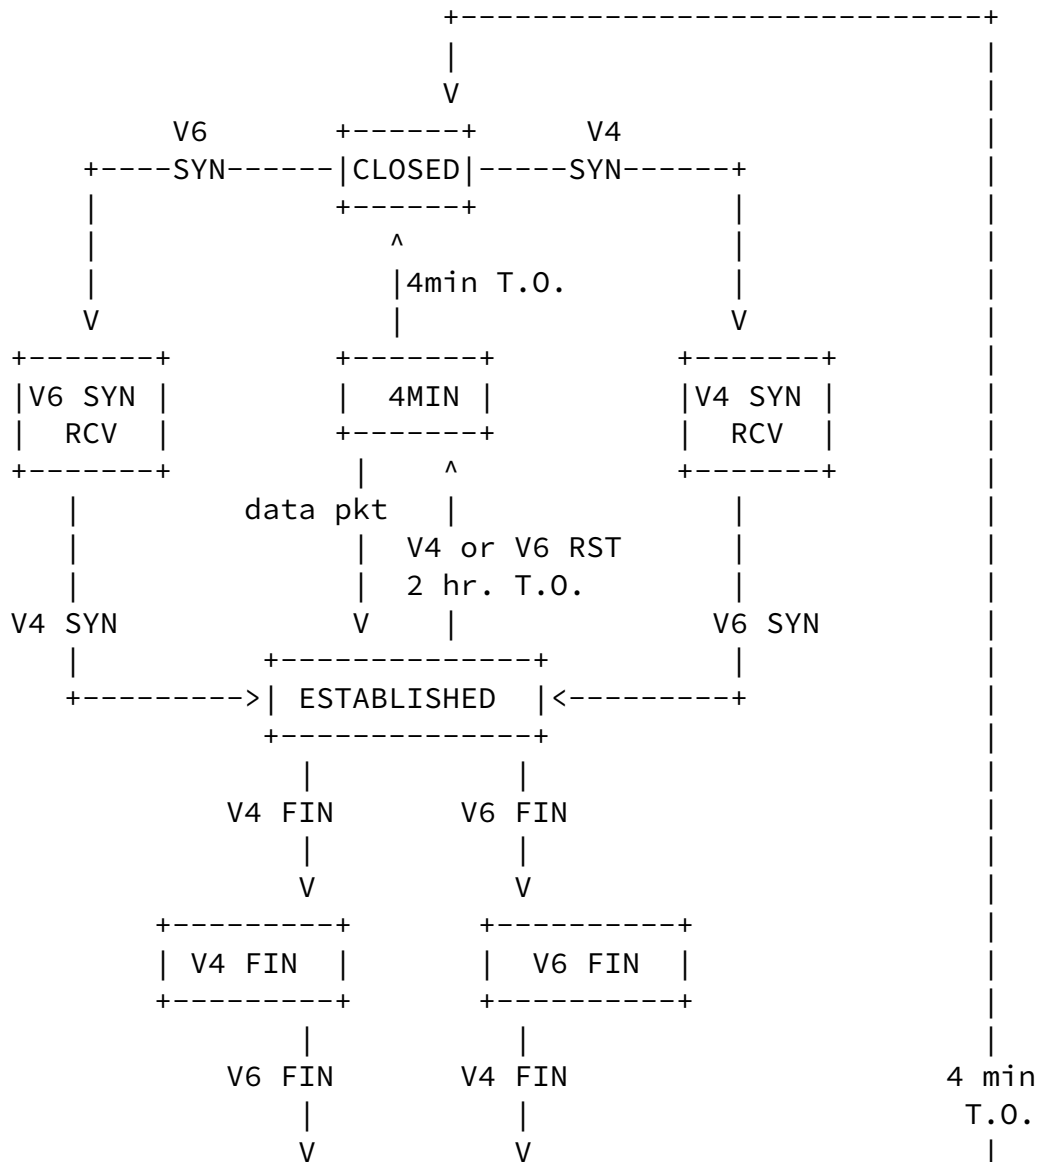 +-----------------------------+
                        |                             |
                        V                             |
         V6       +------+      V4                    |
    +----SYN------|CLOSED|-----SYN------+             |
    |             +------+              |             |
    |                ^                  |             |
    |                |4min T.O.         |             |
    V                |                  V             |
+-------+         +-------+          +-------+        |
|V6 SYN |         |  4MIN |          |V4 SYN |        |
|  RCV  |         +-------+          |  RCV  |        |
+-------+          |    ^            +-------+        |
   |         data pkt   |               |             |
   |               |  V4 or V6 RST      |             |
   |               |  2 hr. T.O.        |             |
V4 SYN             V    |              V6 SYN         |
   |          +--------------+          |             |
   +--------->| ESTABLISHED  |<---------+             |
              +--------------+                        |
                |           |                         |
            V4 FIN       V6 FIN                       |
                |           |                         |
                V           V                         |
        +---------+       +----------+                |
        | V4 FIN  |       |  V6 FIN  |                |
        +---------+       +----------+                |
                |           |                         |
            V6 FIN       V4 FIN                     4 min
                |           |                        T.O.
                V           V                         |